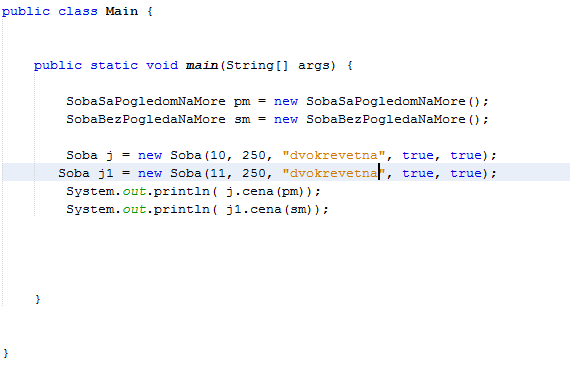 public class Main {
public static void main(String[] args) {
SobaSaPogledomNaMore pm = new SobaSaPogledomNaMore();
SobaBezPogledaNaMore sm = new SobaBezPogledaNaMore();
Soba j = new Soba(10, 250, "dvokrevetna", true, true);
Soba j1 = new Soba(11, 250, "dvokrevetna", true, true);
System.out.println( j.cena(pm));
System.out.println( j1.cena(sm));
}
}